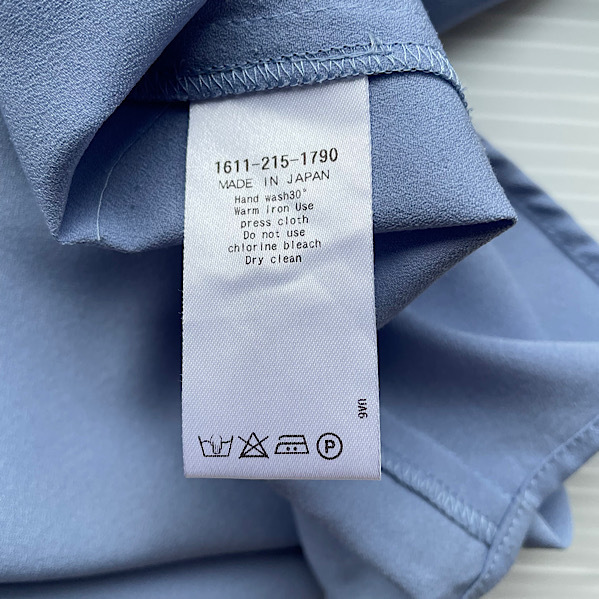 1611-215-1790
MADE IN JAPAN
Hand wash30°
Warm iron Use
press cloth
Do not use
chlorine bleach
Dry clean
P